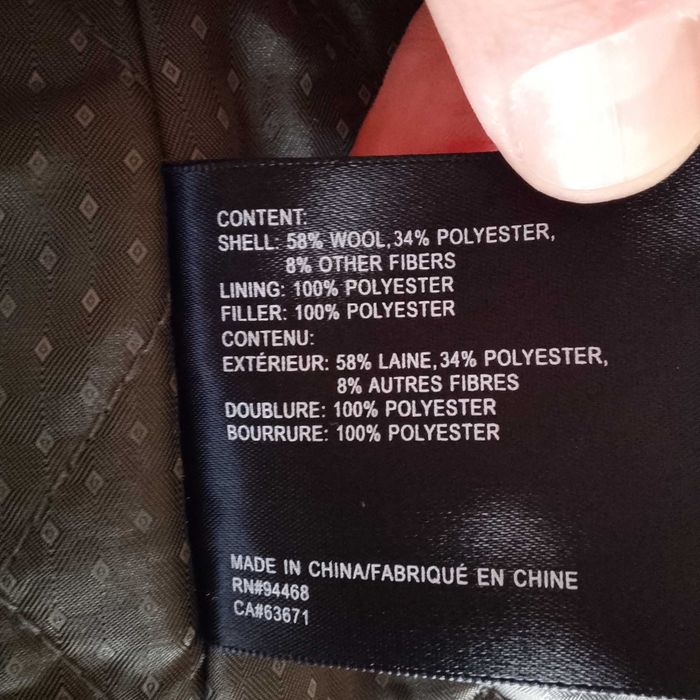 CONTENT:
SHELL: 58% WOOL,34% POLYESTER,
8% OTHER FIBERS
LINING: 100% POLYESTER
FILLER: 100% POLYESTER
CONTENU:
EXTÉRIEUR: 58% LAINE,34% POLYESTER,
8% AUTRES FIBRES
DOUBLURE: 100% POLYESTER
BOURRURE: 100% POLYESTER
MADE IN CHINA/FABRIQUÉ EN CHINE
RN#94468
CA#63671